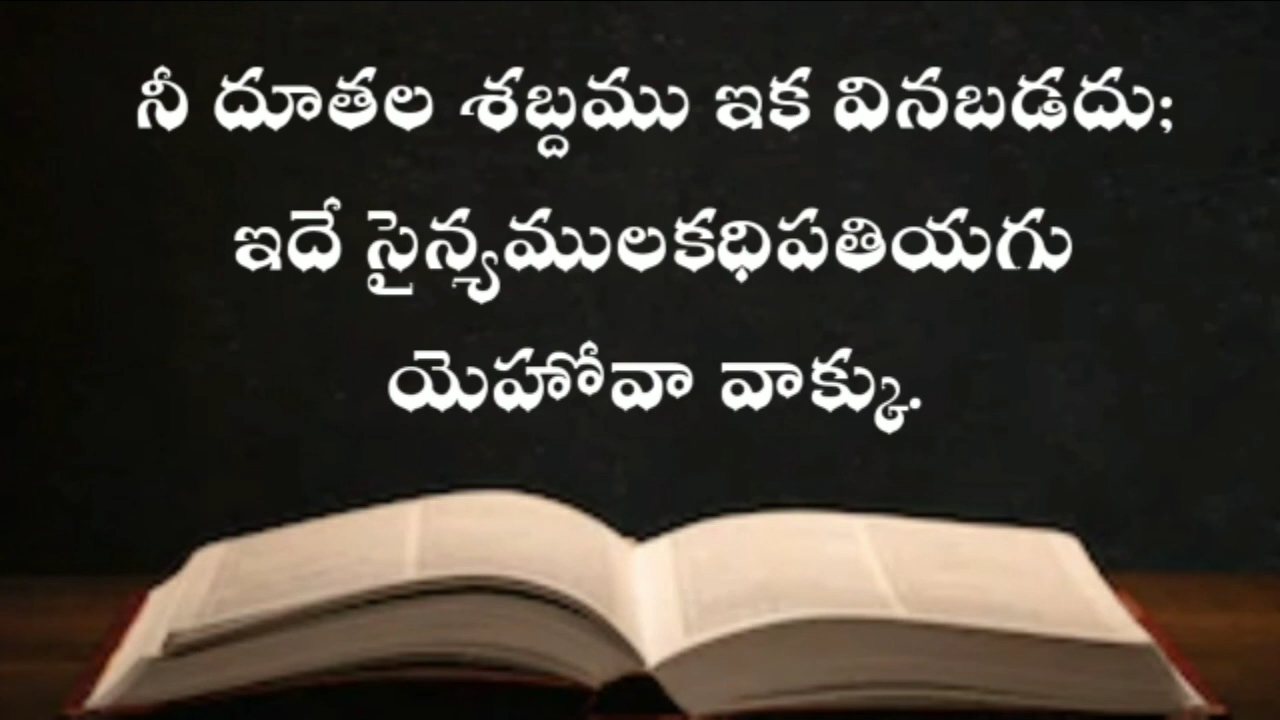 నీ దూతల శబ్దము ఇక వినబడదు;
ఇదే సైన్యములకధిపతియగు
యెహోవా వాక్కు.